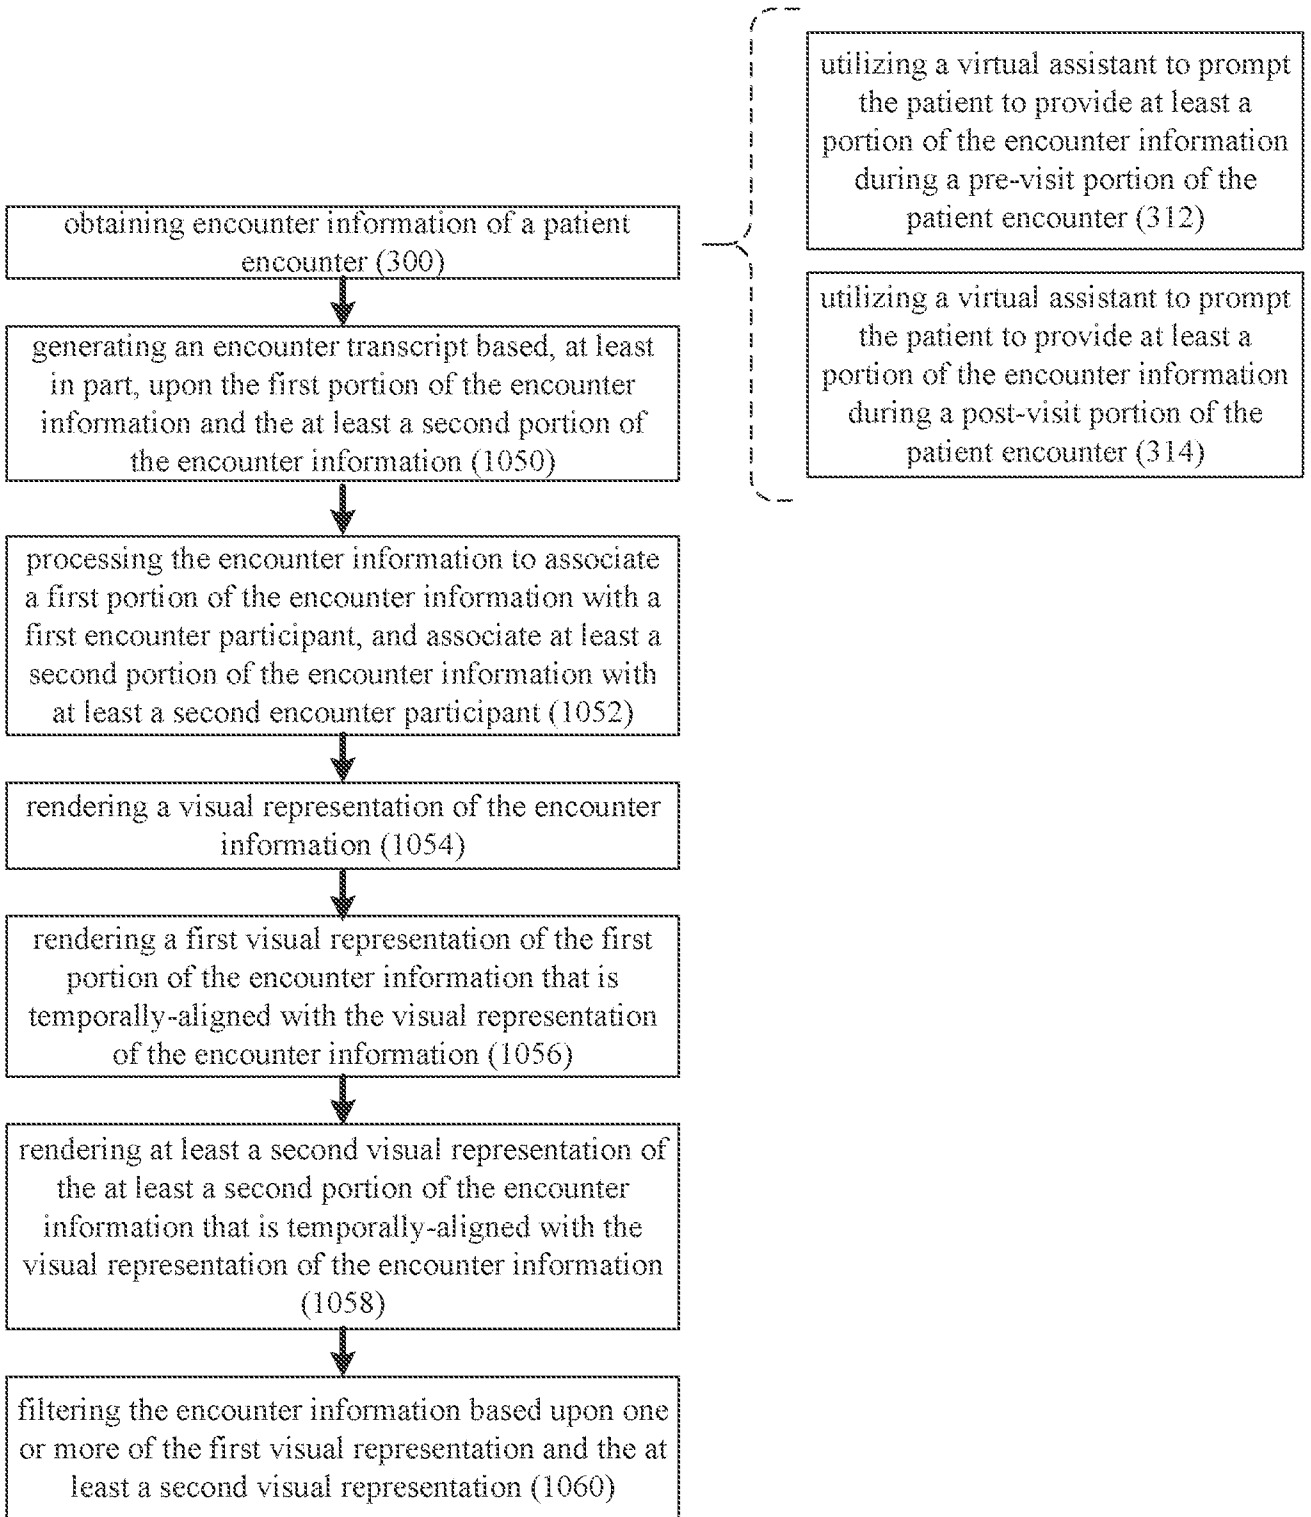 obtaining encounter information of a patient
encounter (300)
generating an encounter transcript based, at least
in part, upon the first portion of the encounter
information and the at least a second portion of
the encounter information (1050)
processing the encounter information to associate
a first portion of the encounter information with a
first encounter participant, and associate at least a
second portion of the encounter information with
at least a second encounter participant (1052)
rendering a visual representation of the encounter
information (1054)
rendering a first visual representation of the first
portion of the encounter information that is
temporally-aligned with the visual representation
of the encounter information (1056)
rendering at least a second visual representation of
the at least a second portion of the encounter
information that is temporally-aligned with the
visual representation of the encounter information
(1058)
filtering the encounter information based upon one
or more of the first visual representation and the at
least a second visual representation (1060)
utilizing a virtual assistant to prompt
the patient to provide at least a
portion of the encounter information
during a pre-visit portion of the
patient encounter (312)
utilizing a virtual assistant to prompt
the patient to provide at least a
portion of the encounter information
during a post-visit portion of the
patient encounter (314)